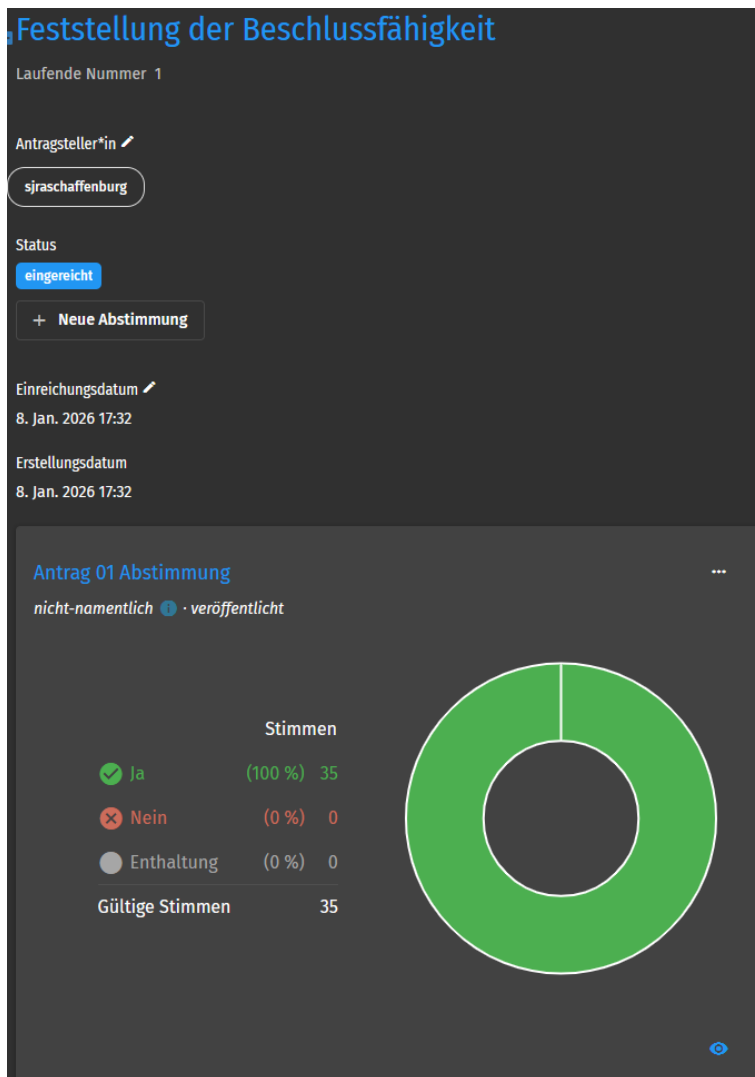 Feststellung der Beschlussfähigkeit
Laufende Nummer 1
Antragsteller*in
sjraschaffenburg
Status
eingereicht
+ Neue Abstimmung
Einreichungsdatum
8. Jan. 2026 17:32
Erstellungsdatum
8. Jan. 2026 17:32
Antrag 01 Abstimmung
nicht-namentlich · veröffentlicht
Stimmen
Ja (100 %) 35
Nein (0 %) 0
Enthaltung (0 %) 0
Gültige Stimmen 35